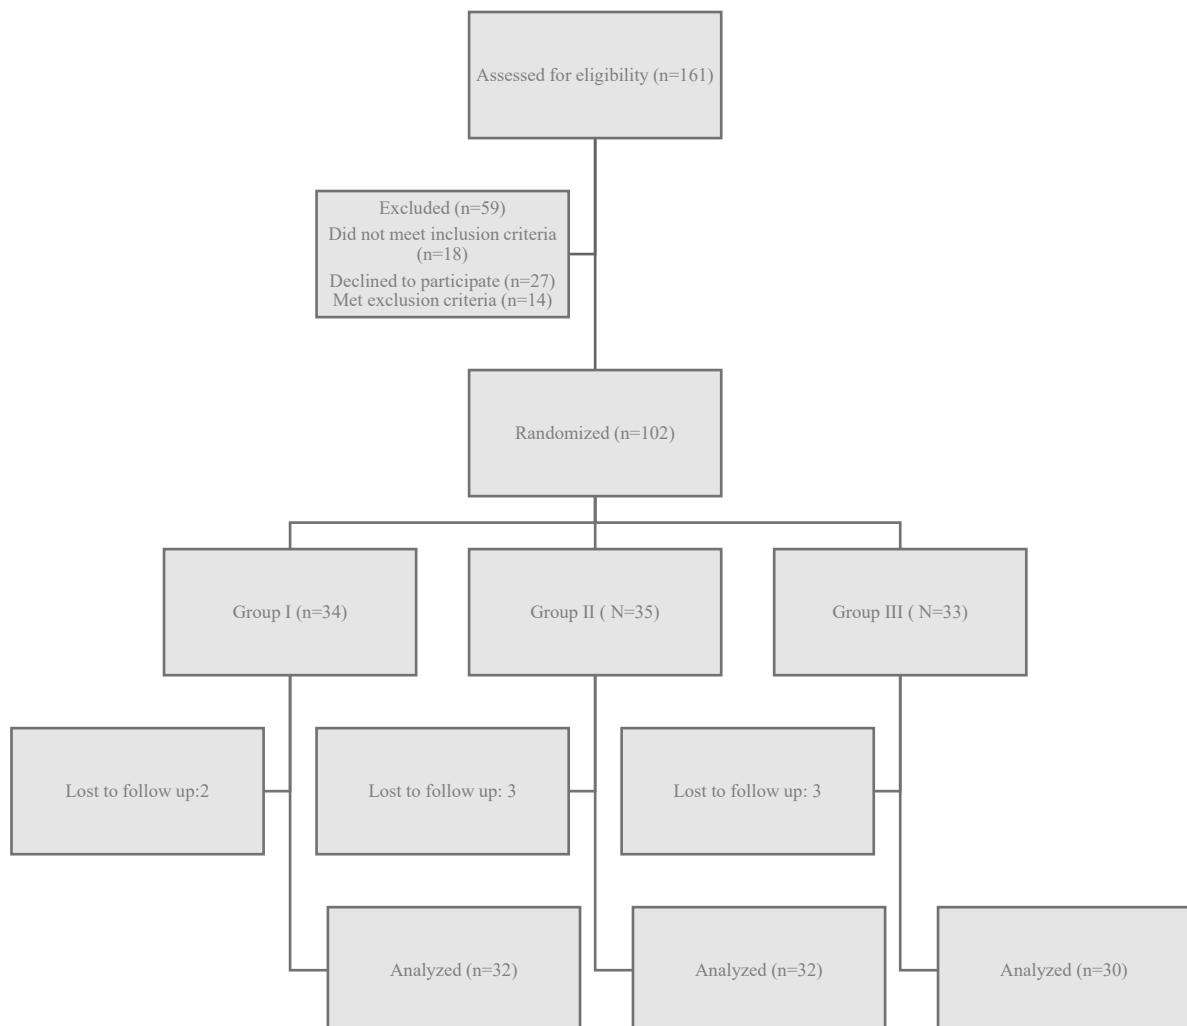 Assessed for eligibility (n=161)
Excluded (n=59)
Did not meet inclusion criteria
(n=18)
Declined to participate (n=27)
Met exclusion criteria (n=14)
Randomized (n=102)
Group I (n=34)
Group II ( N=35)
Group III ( N=33)
Lost to follow up:2
Lost to follow up: 3
Lost to follow up: 3
Analyzed (n=32)
Analyzed (n=32)
Analyzed (n=30)